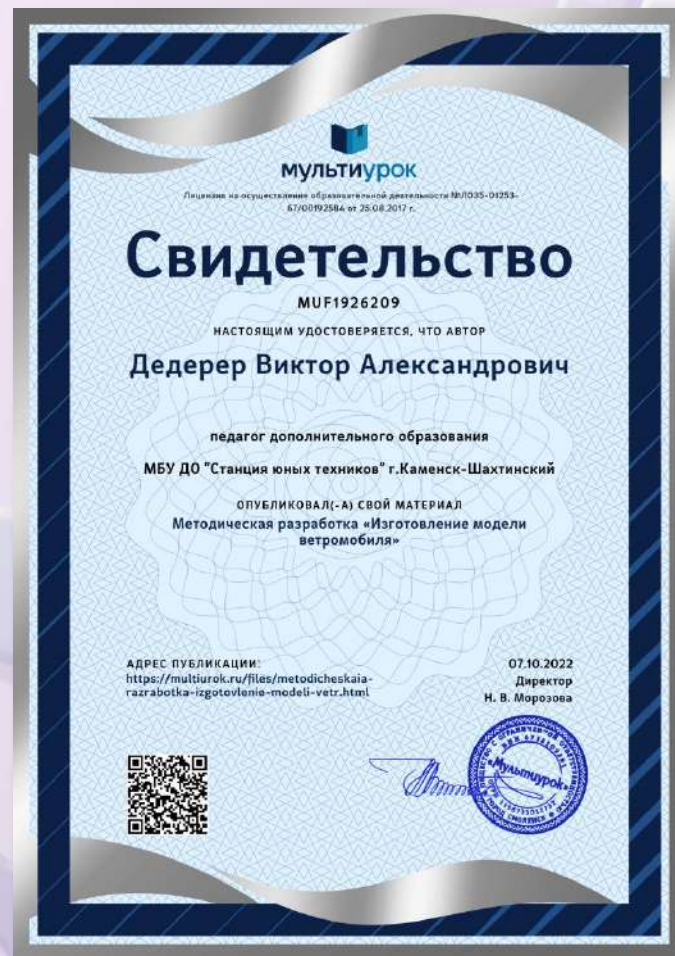 мультиурок
Лицензия на осуществление образовательной деятельности №Л035-01253-
67/00192584 от 25.08.2017 г.
Свидетельство
MUF1926209
НАСТОЯЩИМ УДОСТОВЕРЯЕТСЯ, ЧТО АВТОР
Дедерер Виктор Александрович
педагог дополнительного образования
МБУ ДО "Станция юных техников" г.Каменск-Шахтинский
ОПУБЛИКОВАЛ(-А) СВОЙ МАТЕРИАЛ
Методическая разработка «Изготовление модели
ветромобиля»
АДРЕС ПУБЛИКАЦИИ:
https://multiurok.ru/files/metodicheskaia-
razrabotka-izgotovlenie-modeli-vetr.html
07.10.2022
Директор
Н. В. Морозова
«Мультиурок»